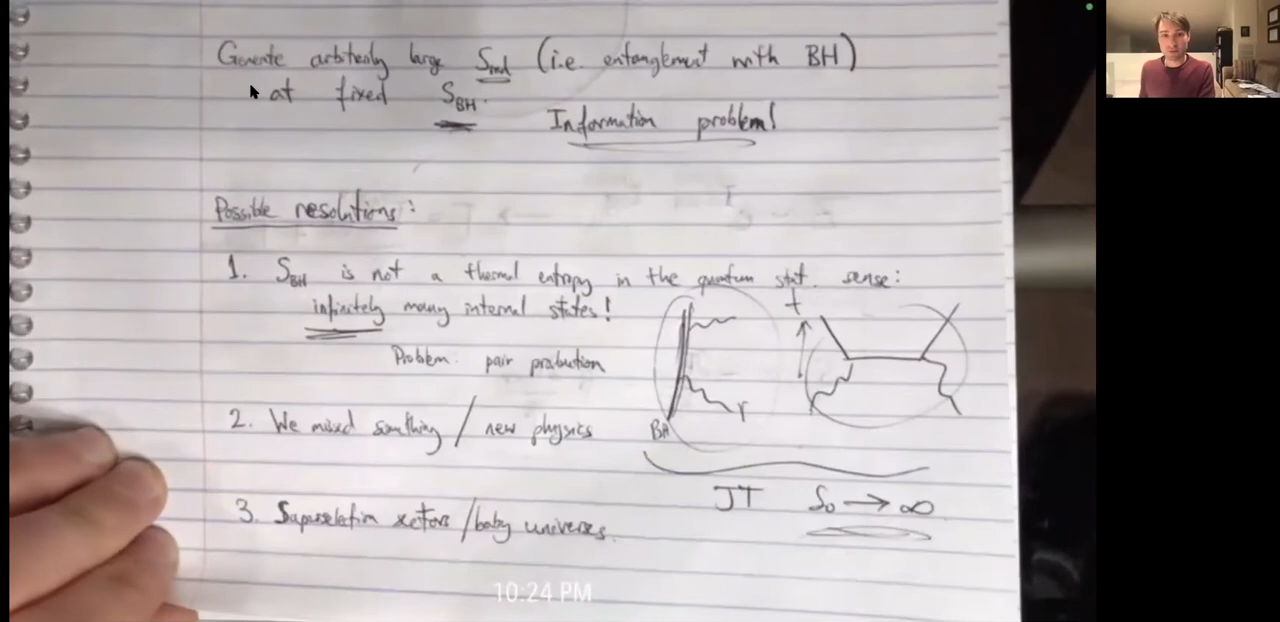 Generate arbitrarily large Srad (i.e. entanglement with BH)
at fixed SBH.
Information problem!
Possible resolutions:
1. SBH is not a thermal entropy in the quantum stat. sense:
infinitely many internal states!
t
Problem: pair production
γ
2. We missed something / new physics
BH
JT S0 → ∞
3. Superselection sectors / baby universes.
10:24 PM